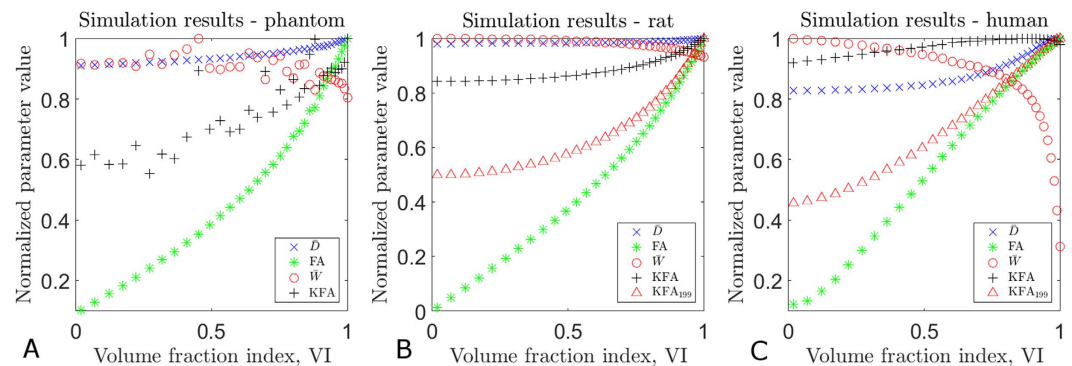 Simulation results - phantom
Normalized parameter value
1
0.8
0.6
0.4
0.2
0
0.5
1
Volume fraction index, VI
D̄
FA
W̄
KFA
A
Simulation results - rat
Normalized parameter value
1
0.8
0.6
0.4
0.2
0
0
0.5
1
Volume fraction index, VI
D̄
FA
W̄
KFA
KFA₁₉₉
B
Simulation results - human
Normalized parameter value
1
0.8
0.6
0.4
0.2
0
0.5
1
Volume fraction index, VI
D̄
FA
W̄
KFA
KFA₁₉₉
C